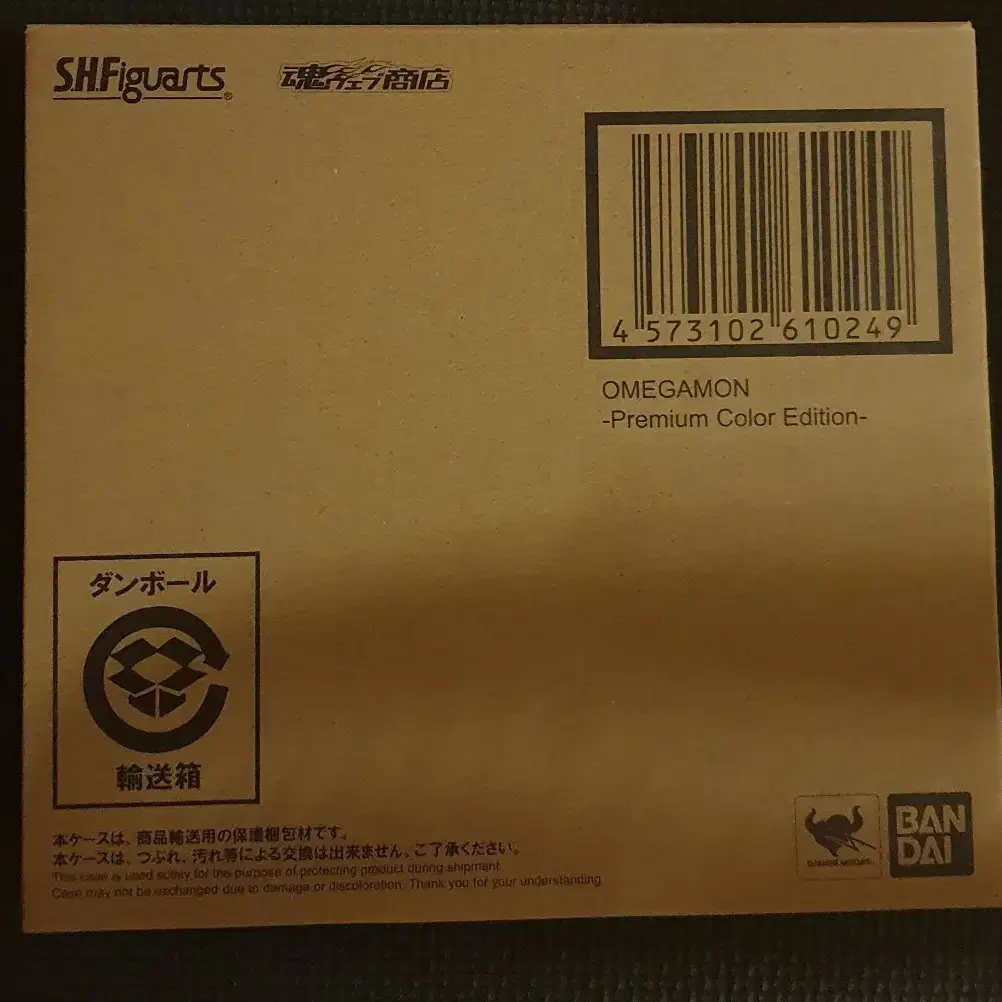 S.H.Figuarts®
魂ウェブ商店
4 573102 610249
OMEGAMON
-Premium Color Edition-
ダンボール
輸送箱
本ケースは、商品輸送用の保護梱包材です。
本ケースは、つぶれ、汚れ等による交換は出来ません。ご了承ください。
This case is used solely for the purpose of protecting product during shipment.
Case may not be exchanged due to damage or discoloration. Thank you for your understanding.
BAN
DAI